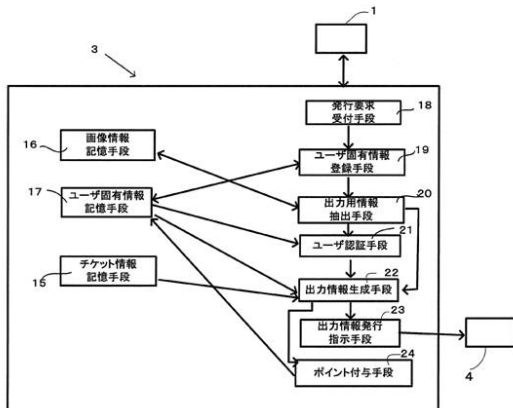 1
3
発行要求
受付手段
18
画像情報
記憶手段
16
ユーザ固有情報
登録手段
19
ユーザ固有情報
記憶手段
17
出力用情報
抽出手段
20
21
ユーザ認証手段
チケット情報
記憶手段
15
22
出力情報生成手段
23
出力情報発行
指示手段
24
ポイント付与手段
4